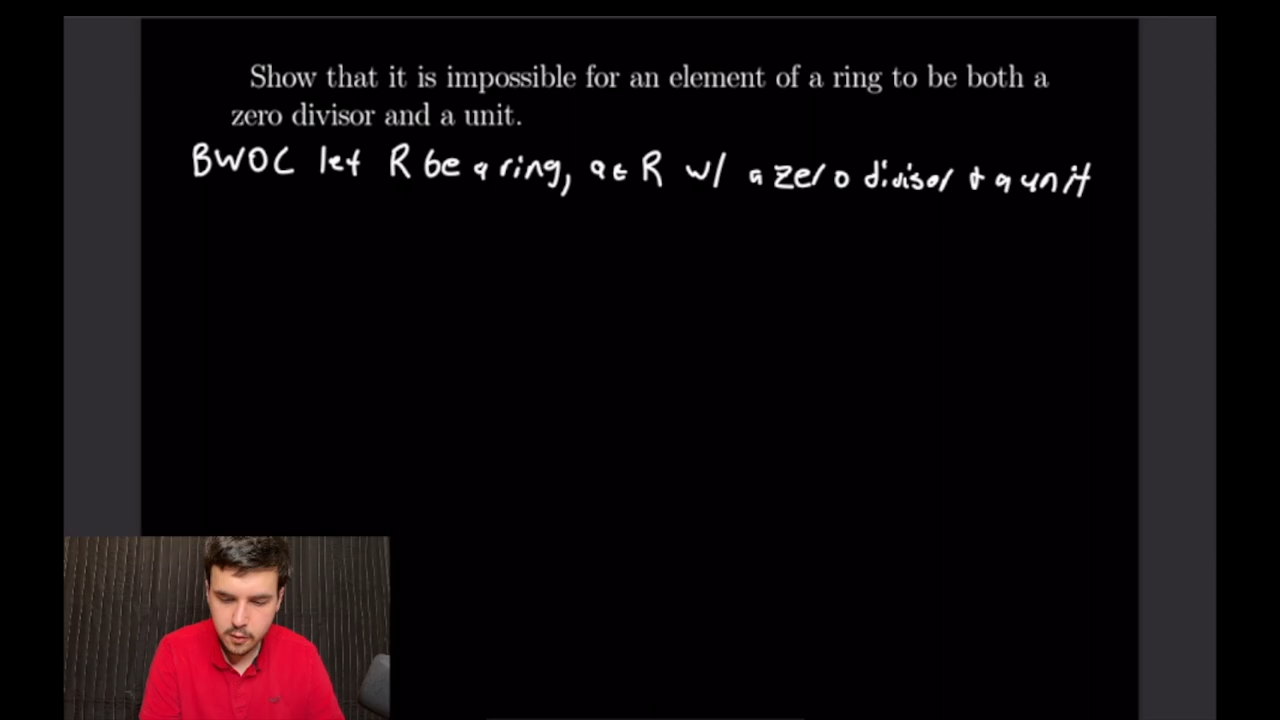 Show that it is impossible for an element of a ring to be both a
zero divisor and a unit.
BWOC let R be a ring, a ∈ R w/ a zero divisor + a unit